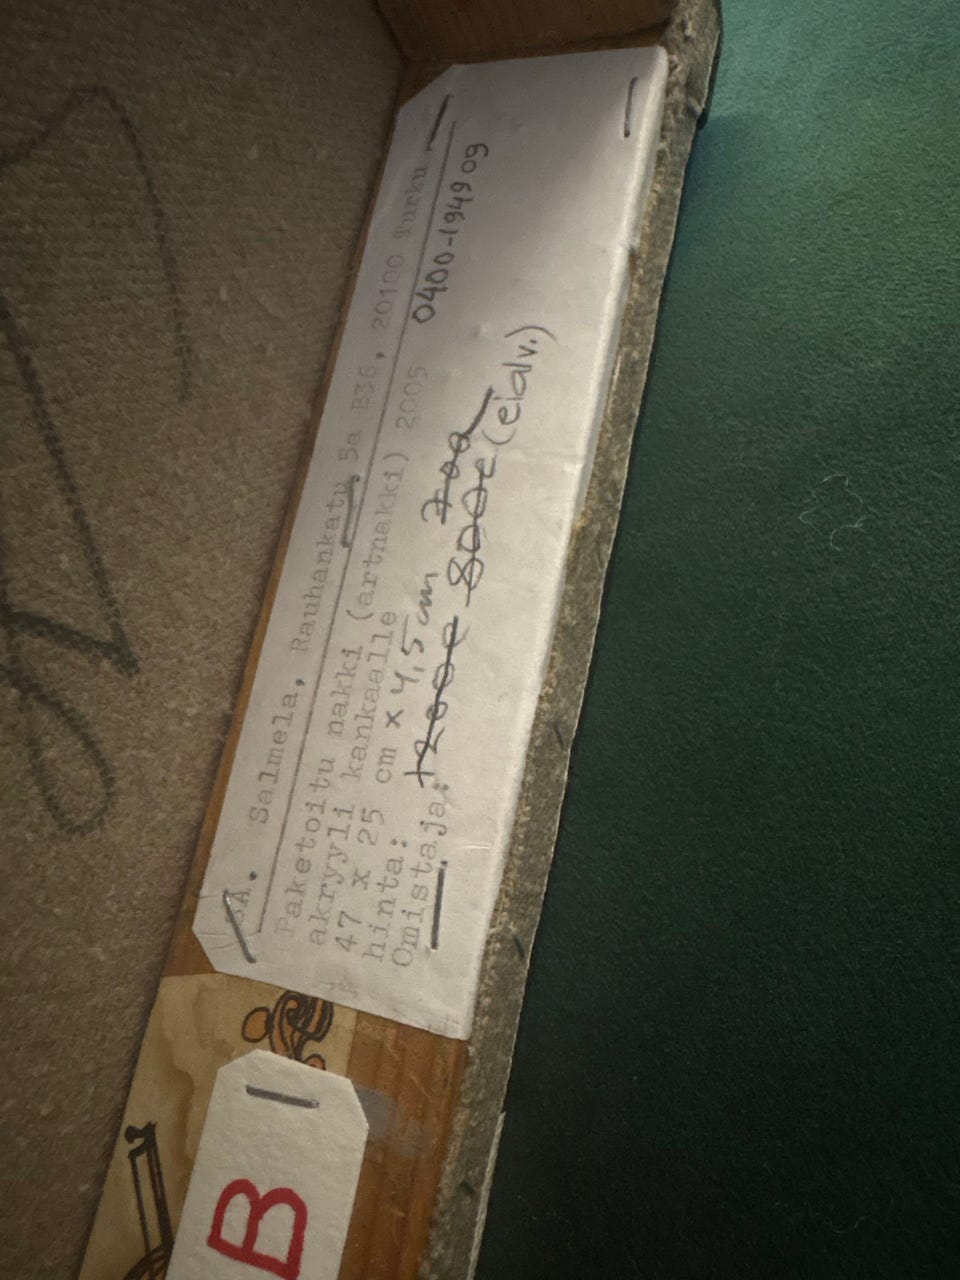 A. Salmela, Rauhankatu 5a B36, 20100 Turku
Paketoitu nakki (artnakki) 2005 0400-194909
akryyli kankaalle
47 x 25 cm x 4,5 cm 700
hinta: 1200€ 800€ (ei alv.)
Omistaja:
B